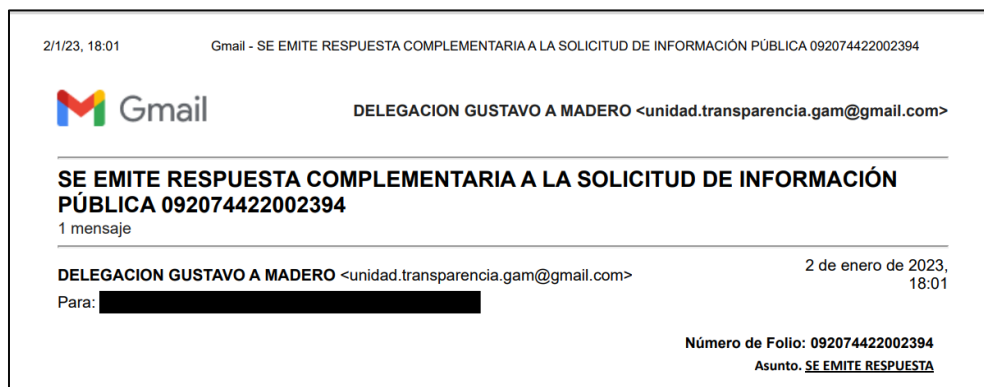 2/1/23, 18:01 Gmail - SE EMITE RESPUESTA COMPLEMENTARIA A LA SOLICITUD DE INFORMACIÓN PÚBLICA 092074422002394
Gmail DELEGACION GUSTAVO A MADERO <unidad.transparencia.gam@gmail.com>
SE EMITE RESPUESTA COMPLEMENTARIA A LA SOLICITUD DE INFORMACIÓN
PÚBLICA 092074422002394
1 mensaje
DELEGACION GUSTAVO A MADERO <unidad.transparencia.gam@gmail.com> 2 de enero de 2023,
18:01
Para:
Número de Folio: 092074422002394
Asunto. SE EMITE RESPUESTA